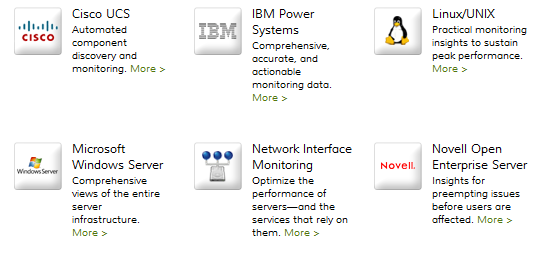 CISCO
Cisco UCS
Automated
component
discovery and
monitoring. More >
IBM
IBM Power
Systems
Comprehensive,
accurate, and
actionable
monitoring data.
More >
Linux/UNIX
Practical monitoring
insights to sustain
peak performance.
More >
Windows Server
Microsoft
Windows Server
Comprehensive
views of the entire
server
infrastructure.
More >
Network Interface
Monitoring
Optimize the
performance of
servers—and the
services that rely on
them. More >
Novell.
Novell Open
Enterprise Server
Insights for
preempting issues
before users are
affected. More >